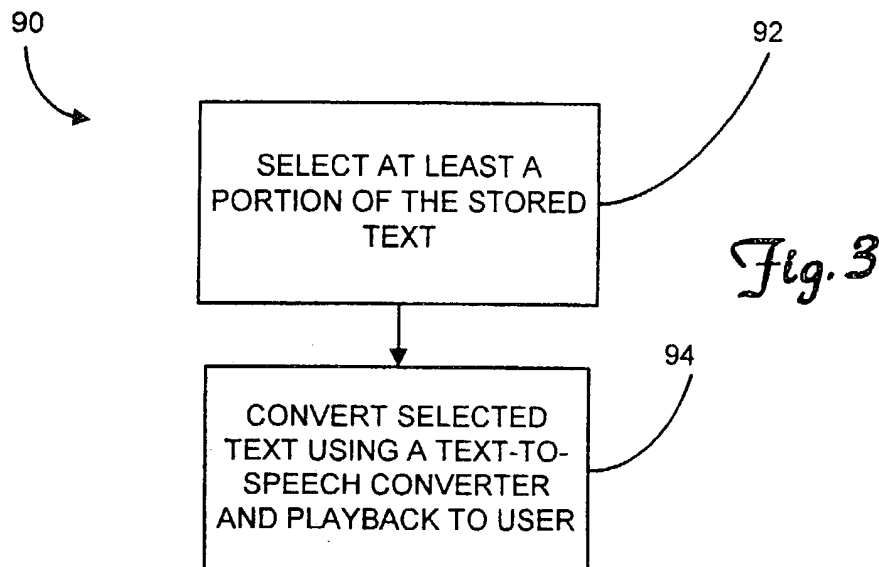 90
92
SELECT AT LEAST A
PORTION OF THE STORED
TEXT
Fig. 3
94
CONVERT SELECTED
TEXT USING A TEXT-TO-
SPEECH CONVERTER
AND PLAYBACK TO USER